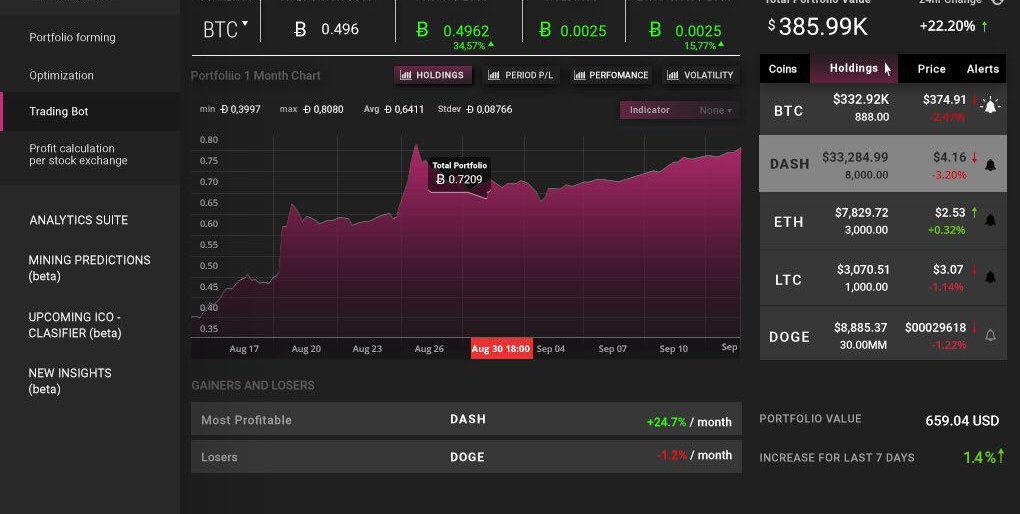 Total Portfolio Value
24hr Change
Portfolio forming
BTC
Ƀ 0.496
Ƀ 0.4962
34,57%
Ƀ 0.0025
Ƀ 0.0025
15,77%
$385.99K
+22.20% ↑
Optimization
Portfoliio 1 Month Chart
HOLDINGS
PERIOD P/L
PERFOMANCE
VOLATILITY
Coins
Holdings
Price
Alerts
Trading Bot
min Ð 0,3997
max Ð 0,8080
Avg Ð 0,6411
Stdev Ð 0,08766
Indicator
None
BTC
$332.92K
888.00
$374.91 ↓
-2.47%
Profit calculation
per stock exchange
0.80
0.75
0.70
0.65
0.60
0.55
0.50
0.45
0.40
0.35
Total Portfolio
Ƀ 0.7209
DASH
$33,284.99
8,000.00
$4.16 ↓
-3.20%
ANALYTICS SUITE
ETH
$7,829.72
3,000.00
$2.53 ↑
+0.32%
MINING PREDICTIONS
(beta)
LTC
$3,070.51
1,000.00
$3.07 ↓
-1.14%
UPCOMING ICO -
CLASIFIER (beta)
DOGE
$8,885.37
30.00MM
$00029618 ↓
-1.22%
Aug 17
Aug 20
Aug 23
Aug 26
Aug 30 18:00
Sep 04
Sep 07
Sep 10
Sep
NEW INSIGHTS
(beta)
GAINERS AND LOSERS
Most Profitable
DASH
+24.7% / month
Losers
DOGE
-1.2% / month
PORTFOLIO VALUE
659.04 USD
INCREASE FOR LAST 7 DAYS
1.4%↑